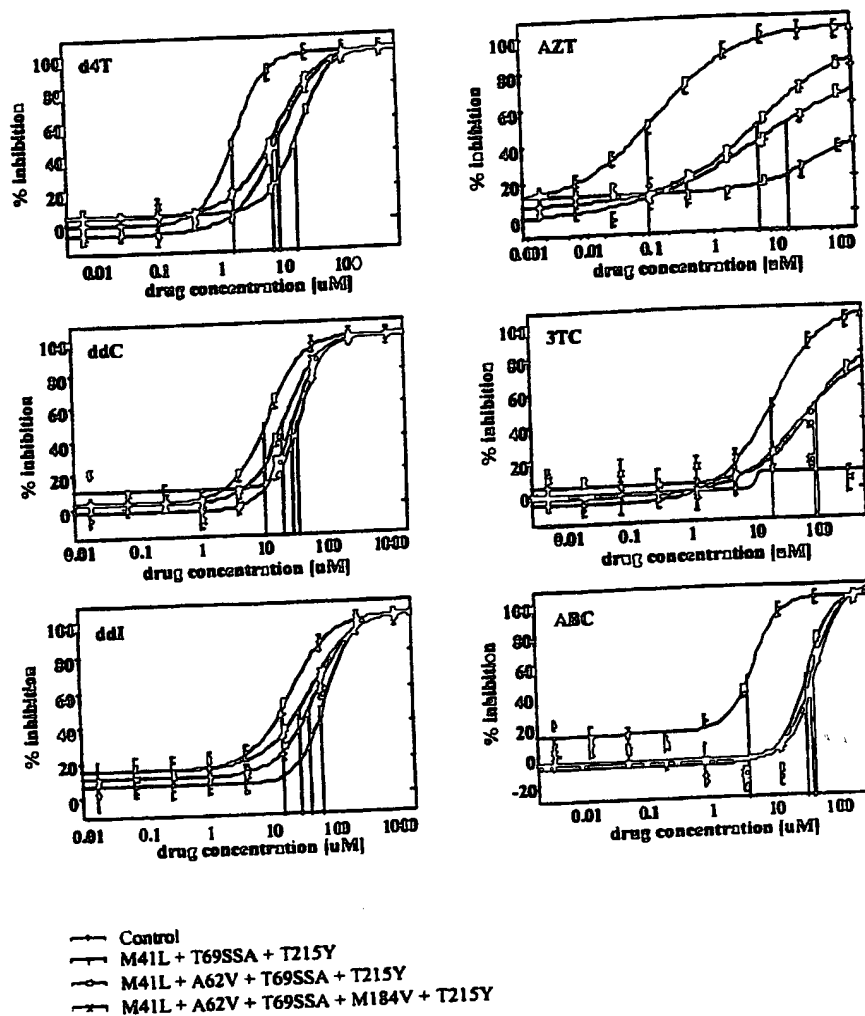 d4T
% inhibition
100
80
60
40
20
0
0.01 0.1 1 10 100
drug concentration [uM]
AZT
% inhibition
100
80
60
40
20
0
0.001 0.01 0.1 1 10 100
drug concentration [uM]
ddC
% inhibition
100
80
60
40
20
0
0.01 0.1 1 10 100 1000
drug concentration [uM]
3TC
% inhibition
100
80
60
40
20
0
0.01 0.1 1 10 100
drug concentration [uM]
ddI
% inhibition
100
80
60
40
20
0
0.01 0.1 1 10 100 1000
drug concentration [uM]
ABC
% inhibition
100
80
60
40
20
0
-20
0.01 0.1 1 10 100
drug concentration [uM]
Control
M41L + T69SSA + T215Y
M41L + A62V + T69SSA + T215Y
M41L + A62V + T69SSA + M184V + T215Y